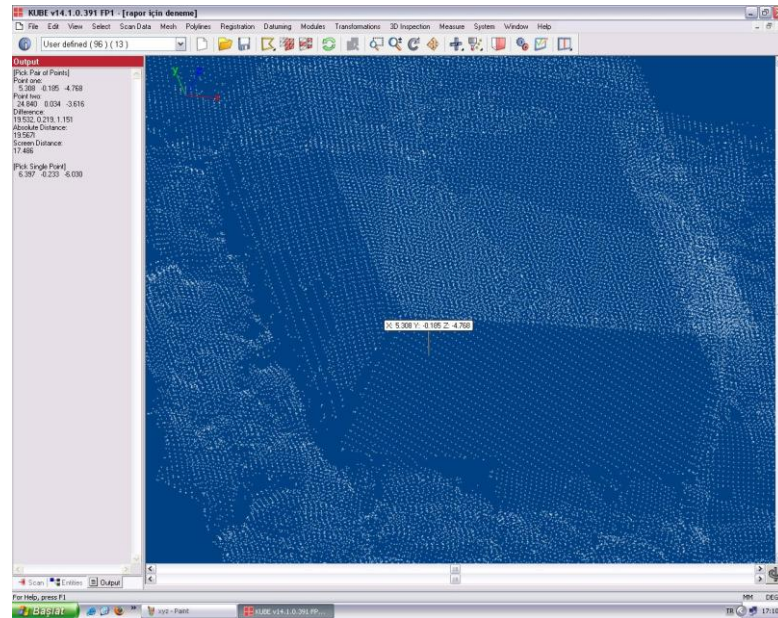 KUBE v14.1.0.391 FP1 - [rapor için deneme]
File Edit View Select Scan Data Mesh Polylines Registration Datuming Modules Transformations 3D Inspection Measure System Window Help
User defined ( 96 ) ( 13 )
Output
[Pick Pair of Points]
Point one:
5.308 -0.185 -4.768
Point two:
24.840 0.034 -3.616
Difference:
19.532, 0.219, 1.151
Absolute Distance:
19.5671
Screen Distance:
17.486
[Pick Single Point]
6.397 -0.233 -6.030
X: 5.308 Y: -0.185 Z: -4.768
Scan Entities Output
For Help, press F1
MM DEG
Başlat
xyz - Paint
KUBE v14.1.0.391 FP...
TR
17:10